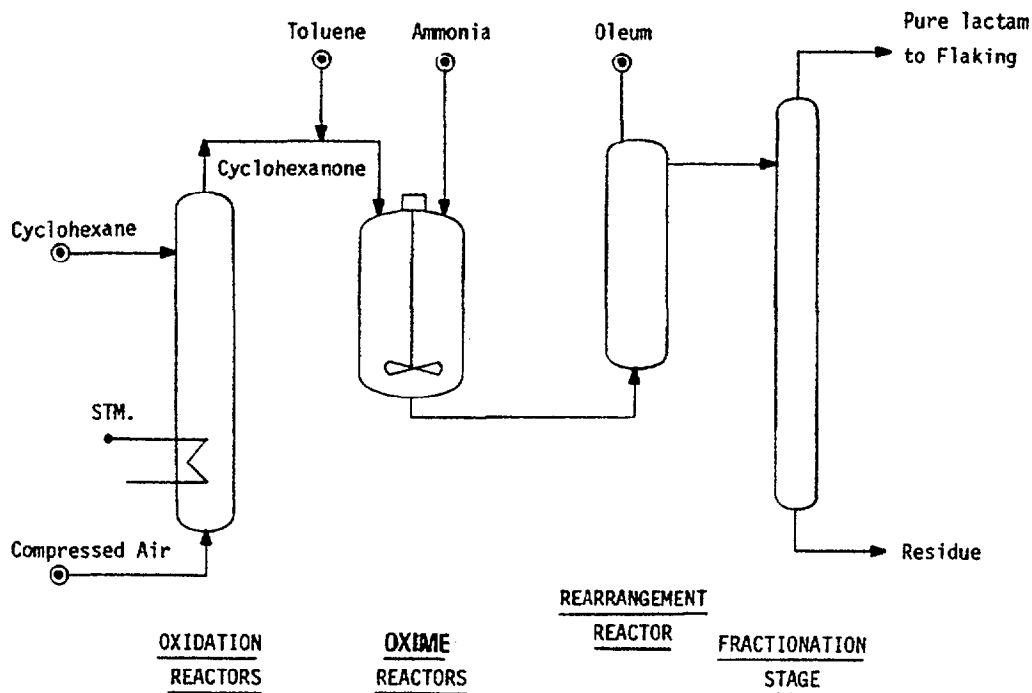 Toluene
Ammonia
Oleum
Pure lactam
to Flaking
Cyclohexanone
Cyclohexane
STM.
Compressed Air
Residue
OXIDATION
REACTORS
OXIME
REACTORS
REARRANGEMENT
REACTOR
FRACTIONATION
STAGE